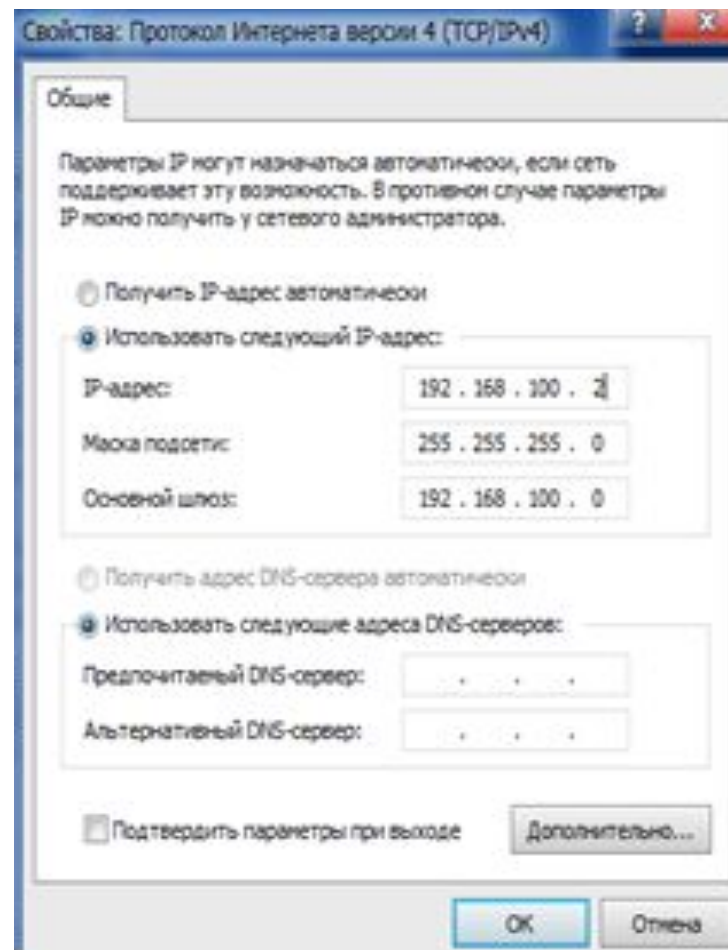 Свойства: Протокол Интернета версии 4 (TCP/IPv4)
Общие
Параметры IP могут назначаться автоматически, если сеть
поддерживает эту возможность. В противном случае параметры
IP можно получить у сетевого администратора.
Получить IP-адрес автоматически
Использовать следующий IP-адрес:
IP-адрес: 192 . 168 . 100 . 2
Маска подсети: 255 . 255 . 255 . 0
Основной шлюз: 192 . 168 . 100 . 0
Получить адрес DNS-сервера автоматически
Использовать следующие адреса DNS-серверов:
Предпочитаемый DNS-сервер: . . .
Альтернативный DNS-сервер: . . .
Подтвердить параметры при выходе Дополнительно...
ОК Отмена